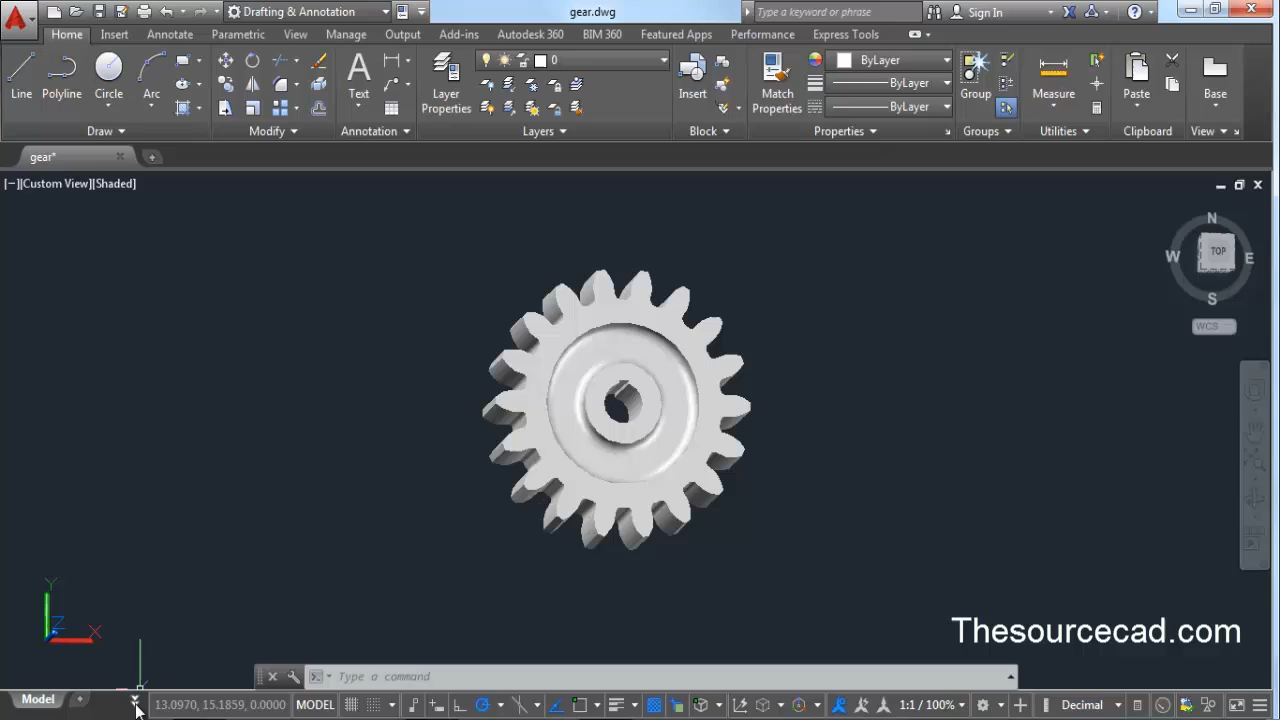 Drafting & Annotation
gear.dwg
Type a keyword or phrase
Sign In
Home Insert Annotate Parametric View Manage Output Add-ins Autodesk 360 BIM 360 Featured Apps Performance Express Tools
Line Polyline Circle Arc
Text
Layer Properties
0
Insert
Match Properties
ByLayer
ByLayer
ByLayer
Group
Measure
Paste
Base
Draw Modify Annotation Layers Block Properties Groups Utilities Clipboard View
gear*
[−][Custom View][Shaded]
N
W TOP E
S
WCS
Y
Z X
Thesourcecad.com
Type a command
Model
13.0970, 15.1859, 0.0000 MODEL 1:1 / 100% Decimal